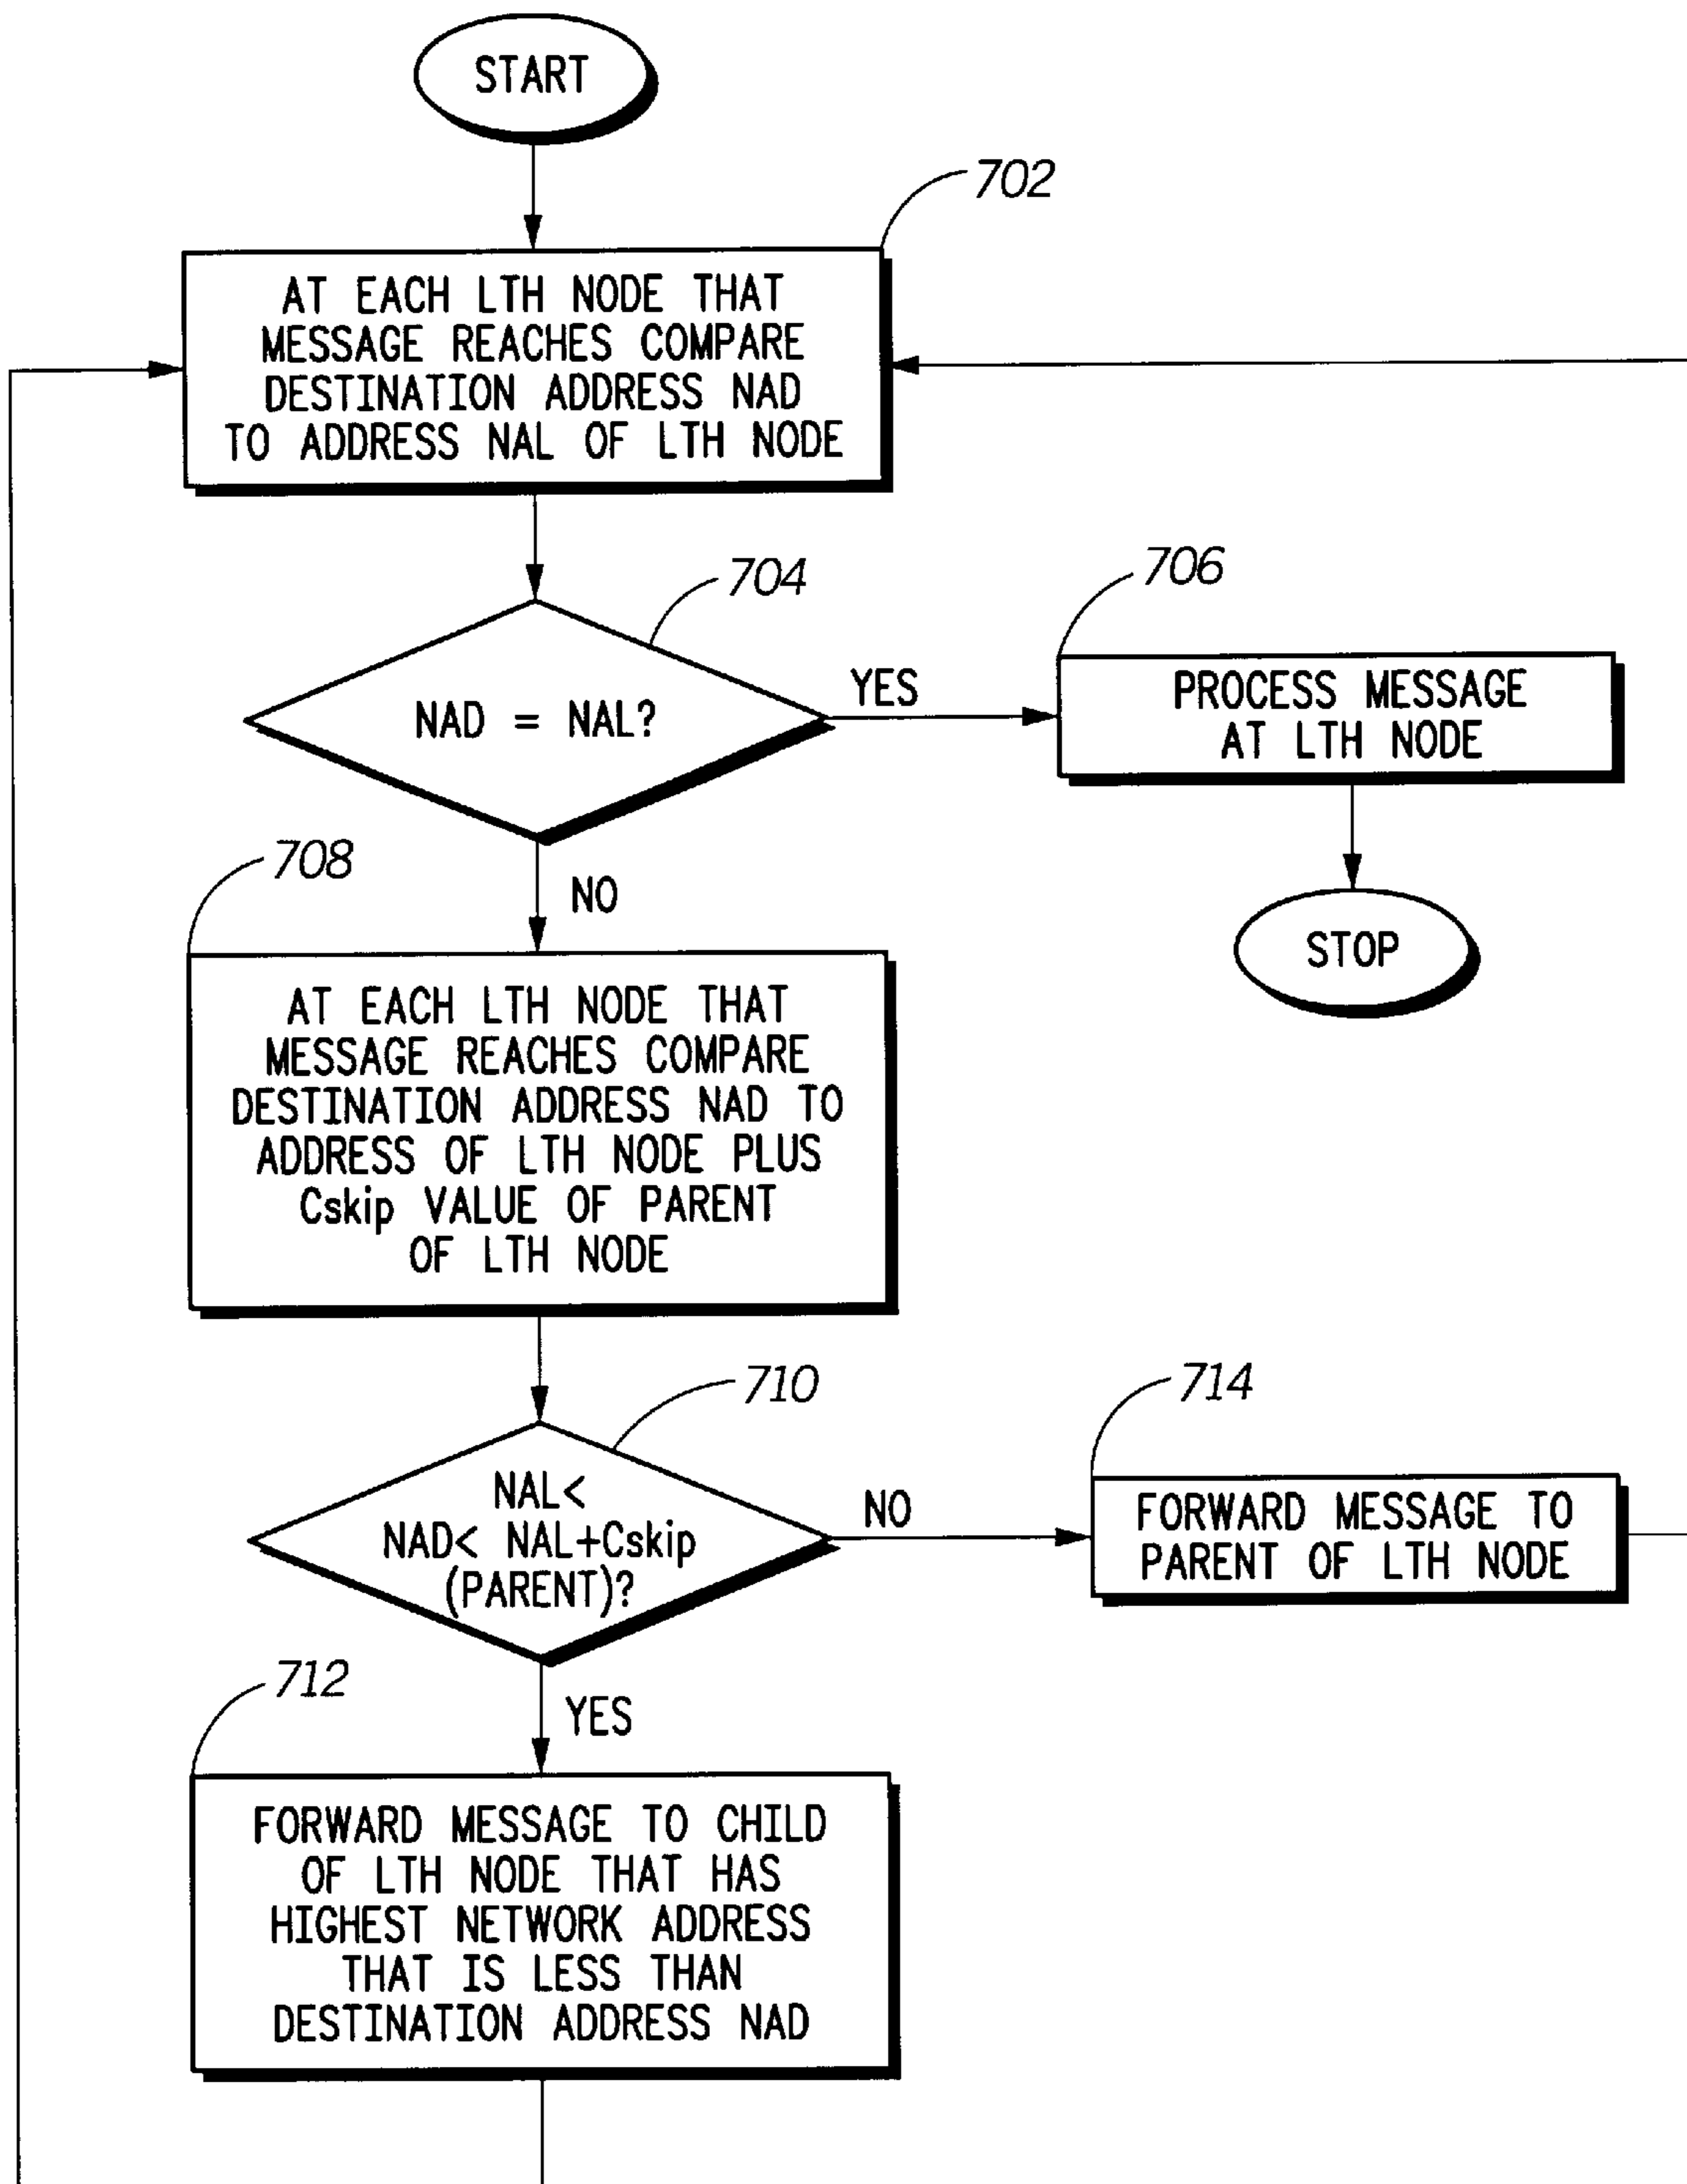 START
702
AT EACH LTH NODE THAT
MESSAGE REACHES COMPARE
DESTINATION ADDRESS NAD
TO ADDRESS NAL OF LTH NODE
704
NAD = NAL?
YES
706
PROCESS MESSAGE
AT LTH NODE
STOP
NO
708
AT EACH LTH NODE THAT
MESSAGE REACHES COMPARE
DESTINATION ADDRESS NAD TO
ADDRESS OF LTH NODE PLUS
Cskip VALUE OF PARENT
OF LTH NODE
710
NAL<
NAD< NAL+Cskip
(PARENT)?
NO
714
FORWARD MESSAGE TO
PARENT OF LTH NODE
YES
712
FORWARD MESSAGE TO CHILD
OF LTH NODE THAT HAS
HIGHEST NETWORK ADDRESS
THAT IS LESS THAN
DESTINATION ADDRESS NAD